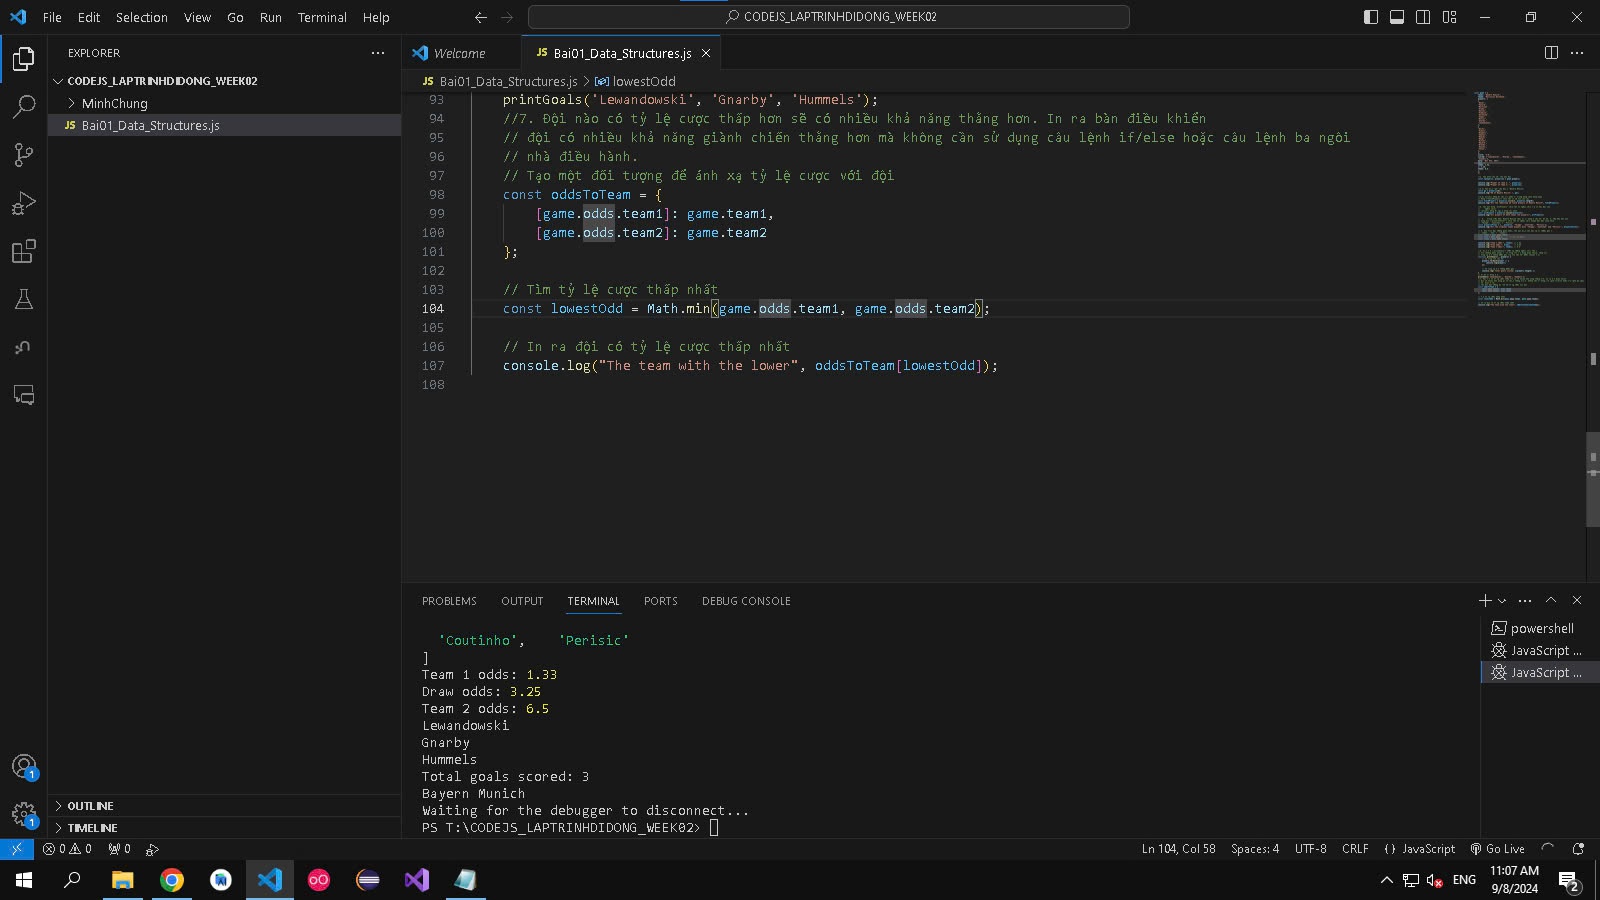 File Edit Selection View Go Run Terminal Help
CODEJS_LAPTRINHDIDONG_WEEK02
EXPLORER
CODEJS_LAPTRINHDIDONG_WEEK02
MinhChung
JS Bai01_Data_Structures.js
OUTLINE
TIMELINE
Welcome
JS Bai01_Data_Structures.js
JS Bai01_Data_Structures.js > lowestOdd
93 printGoals('Lewandowski', 'Gnarby', 'Hummels');
94 //7. Đội nào có tỷ lệ cược thấp hơn sẽ có nhiều khả năng thắng hơn. In ra bàn điều khiển
95 // đội có nhiều khả năng giành chiến thắng hơn mà không cần sử dụng câu lệnh if/else hoặc câu lệnh ba ngôi
96 // nhà điều hành.
97 // Tạo một đối tượng để ánh xạ tỷ lệ cược với đội
98 const oddsToTeam = {
99 [game.odds.team1]: game.team1,
100 [game.odds.team2]: game.team2
101 };
102
103 // Tìm tỷ lệ cược thấp nhất
104 const lowestOdd = Math.min(game.odds.team1, game.odds.team2);
105
106 // In ra đội có tỷ lệ cược thấp nhất
107 console.log("The team with the lower", oddsToTeam[lowestOdd]);
108
PROBLEMS OUTPUT TERMINAL PORTS DEBUG CONSOLE
'Coutinho', 'Perisic'
]
Team 1 odds: 1.33
Draw odds: 3.25
Team 2 odds: 6.5
Lewandowski
Gnarby
Hummels
Total goals scored: 3
Bayern Munich
Waiting for the debugger to disconnect...
PS T:\CODEJS_LAPTRINHDIDONG_WEEK02>
powershell
JavaScript ...
JavaScript ...
1
1
0 0 0
Ln 104, Col 58 Spaces: 4 UTF-8 CRLF {} JavaScript Go Live
ENG
11:07 AM
9/8/2024
2